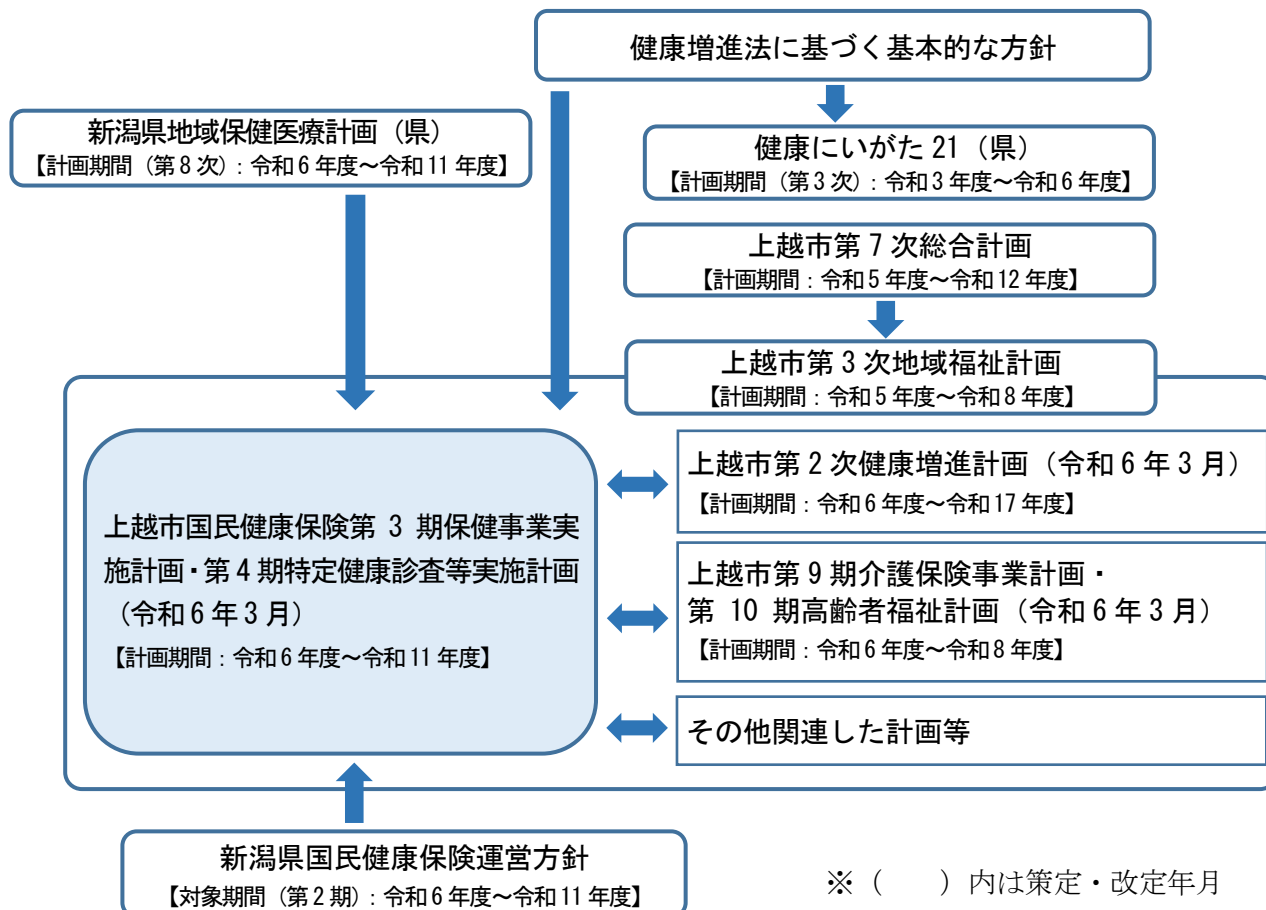 健康増進法に基づく基本的な方針
新潟県地域保健医療計画（県）
【計画期間（第８次）：令和６年度～令和11年度】
健康にいがた21（県）
【計画期間（第３次）：令和３年度～令和６年度】
上越市第７次総合計画
【計画期間：令和５年度～令和12年度】
上越市第３次地域福祉計画
【計画期間：令和５年度～令和８年度】
上越市国民健康保険第 3 期保健事業実
施計画・第４期特定健康診査等実施計画
（令和６年３月）
【計画期間：令和６年度～令和11年度】
上越市第２次健康増進計画（令和６年３月）
【計画期間：令和６年度～令和17年度】
上越市第９期介護保険事業計画・
第 10 期高齢者福祉計画（令和６年３月）
【計画期間：令和６年度～令和８年度】
その他関連した計画等
新潟県国民健康保険運営方針
【対象期間（第２期）：令和６年度～令和11年度】
※（　　）内は策定・改定年月